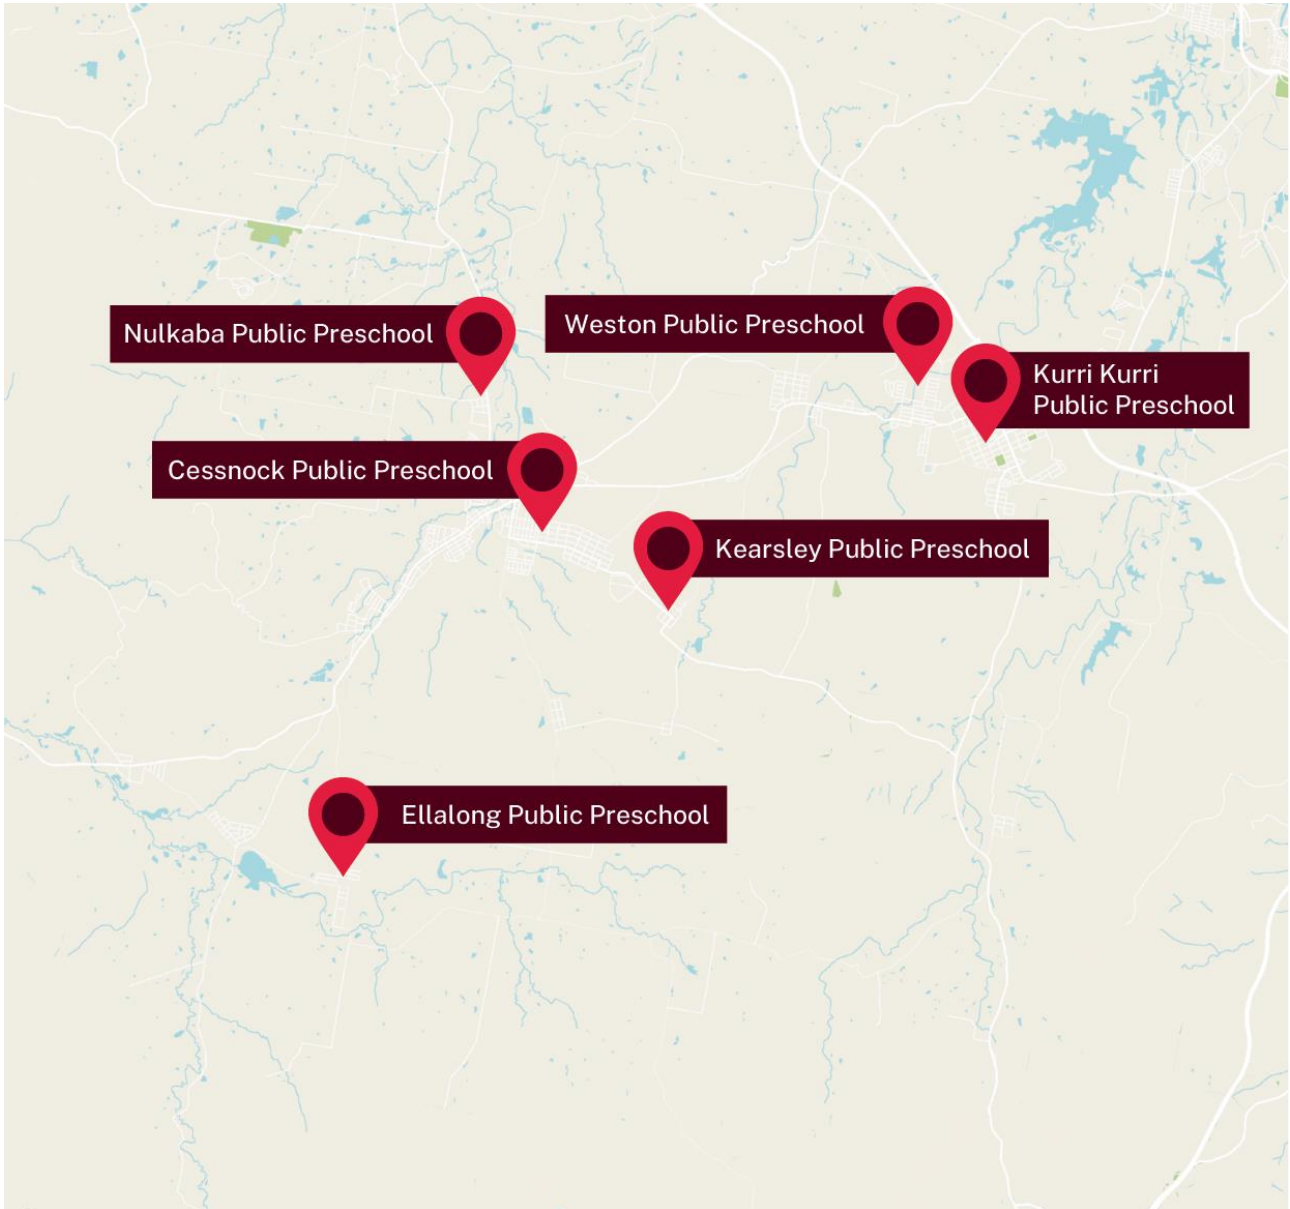 Nulkaba Public Preschool
Weston Public Preschool
Kurri Kurri
Public Preschool
Cessnock Public Preschool
Kearsley Public Preschool
Ellalong Public Preschool